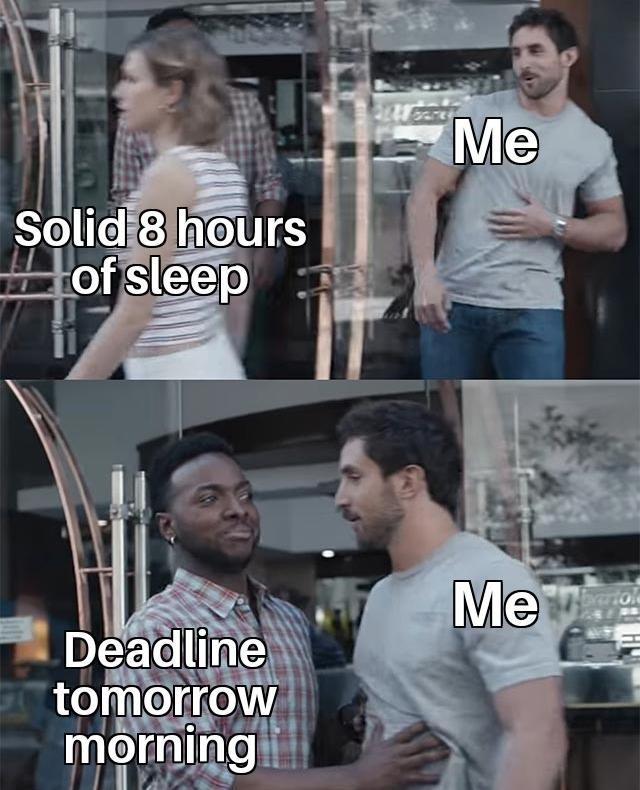 Me
Solid 8 hours
of sleep
Me
Deadline
tomorrow
morning